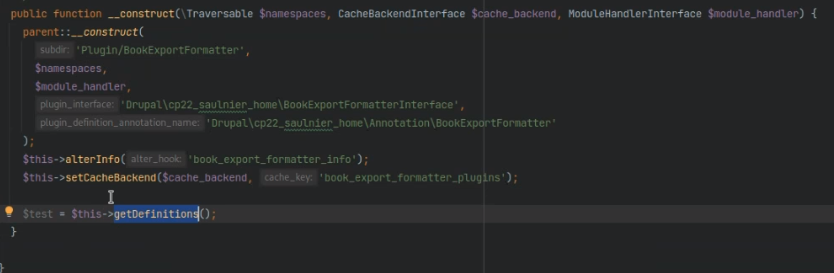 public function __construct(\Traversable $namespaces, CacheBackendInterface $cache_backend, ModuleHandlerInterface $module_handler) {
parent::__construct(
subdir: 'Plugin/BookExportFormatter',
$namespaces,
$module_handler,
plugin_interface: 'Drupal\cp22_saulnier_home\BookExportFormatterInterface',
plugin_definition_annotation_name: 'Drupal\cp22_saulnier_home\Annotation\BookExportFormatter'
);
$this->alterInfo( alter_hook: 'book_export_formatter_info');
$this->setCacheBackend($cache_backend, cache_key: 'book_export_formatter_plugins');
$test = $this->getDefinitions();
}
}